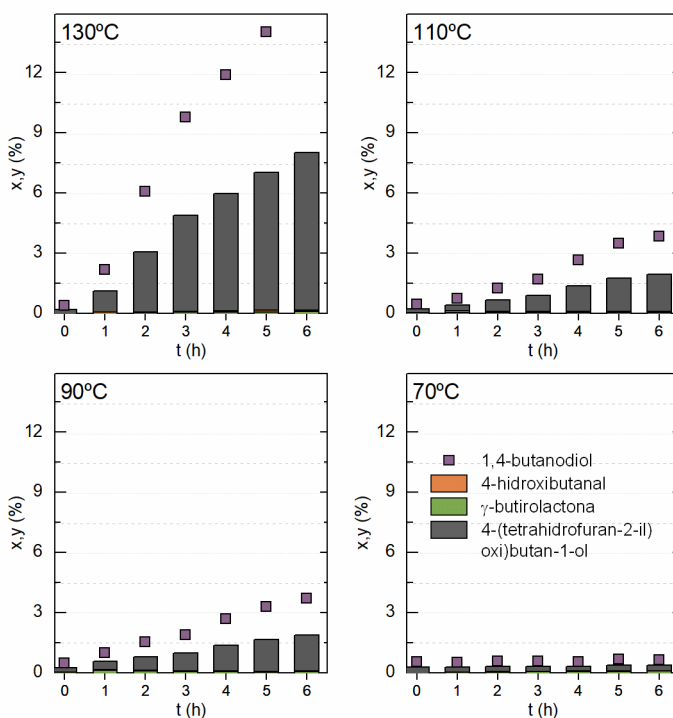 130ºC
x,y (%)
12
9
6
3
0
0 1 2 3 4 5 6
t (h)
110ºC
x,y (%)
12
9
6
3
0
0 1 2 3 4 5 6
t (h)
90ºC
x,y (%)
12
9
6
3
0
0 1 2 3 4 5 6
t (h)
70ºC
x,y (%)
12
9
6
3
0
1,4-butanodiol
4-hidroxibutanal
γ-butirolactona
4-(tetrahidrofuran-2-il)
oxi)butan-1-ol
0 1 2 3 4 5 6
t (h)